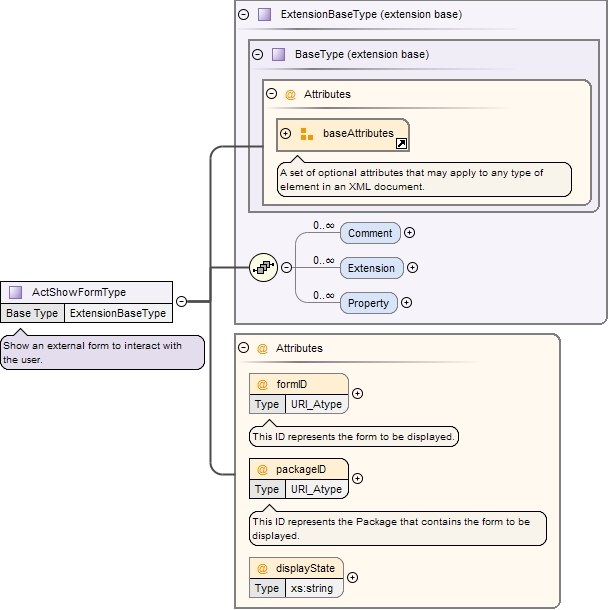 ExtensionBaseType (extension base)
BaseType (extension base)
@ Attributes
baseAttributes
A set of optional attributes that may apply to any type of
element in an XML document.
0..∞
Comment
0..∞
Extension
0..∞
Property
ActShowFormType
Base Type ExtensionBaseType
Show an external form to interact with
the user.
@ Attributes
@ formID
Type URI_Atype
This ID represents the form to be displayed.
@ packageID
Type URI_Atype
This ID represents the Package that contains the form to be
displayed.
@ displayState
Type xs:string